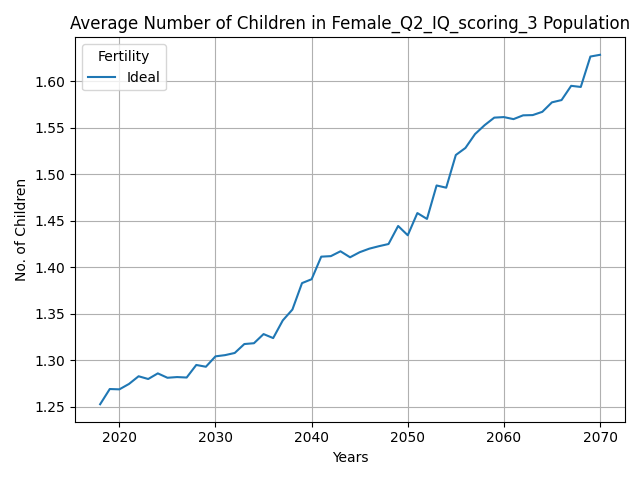 Average Number of Children in Female_Q2_IQ_scoring_3 Population
Fertility
Ideal
No. of Children
1.60
1.55
1.50
1.45
1.40
1.35
1.30
1.25
2020 2030 2040 2050 2060 2070
Years